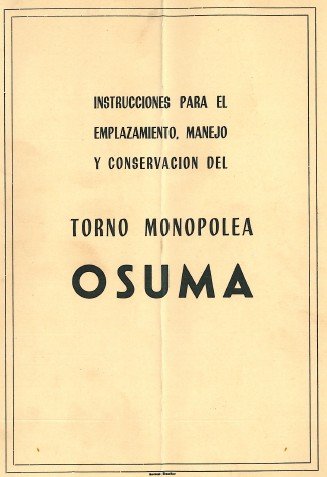 INSTRUCCIONES PARA EL
EMPLAZAMIENTO, MANEJO
Y CONSERVACION DEL
TORNO MONOPOLEA
OSUMA